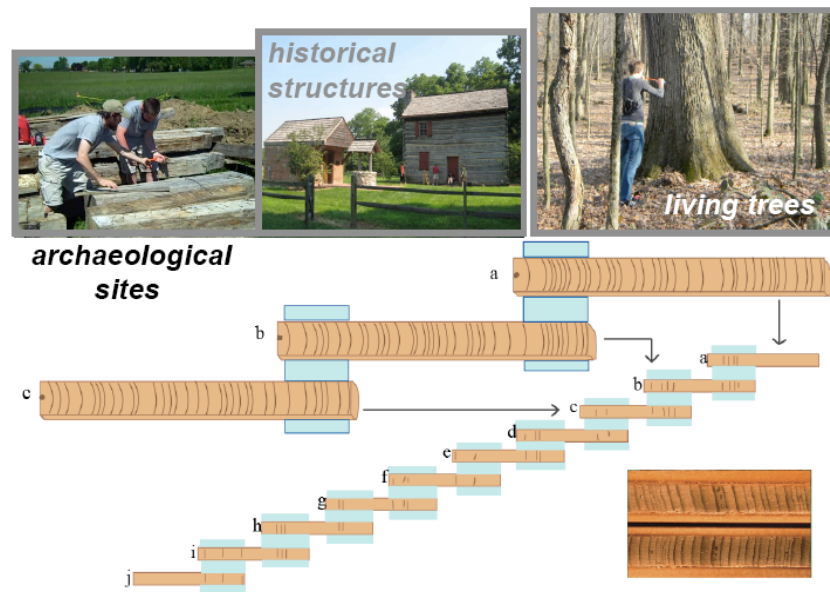 historical
structures
living trees
archaeological
sites
a
b
c
a
b
c
d
e
f
g
h
i
j